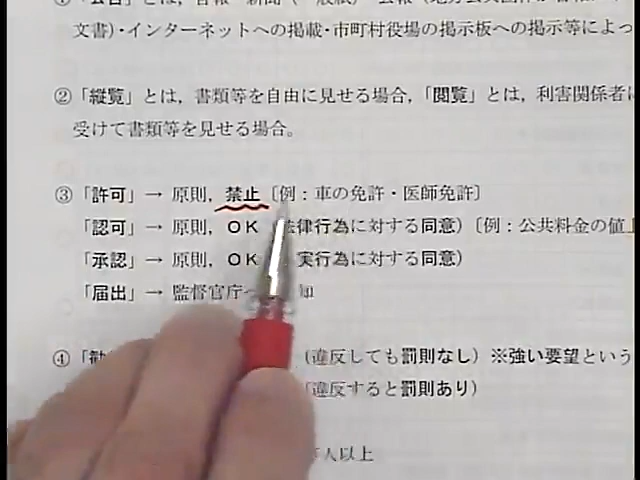 文書)・インターネットへの掲載・市町村役場の掲示板への掲示等によっ
②「縦覧」とは，書類等を自由に見せる場合，「閲覧」とは，利害関係者に
受けて書類等を見せる場合。
③「許可」→ 原則，禁止〔例：車の免許・医師免許〕
「認可」→ 原則，OK 法律行為に対する同意）〔例：公共料金の値上
「承認」→ 原則，OK 実行為に対する同意）
「届出」→ 監督官庁へ 知
④「勧 （違反しても罰則なし）※強い要望という
（違反すると罰則あり）
人以上